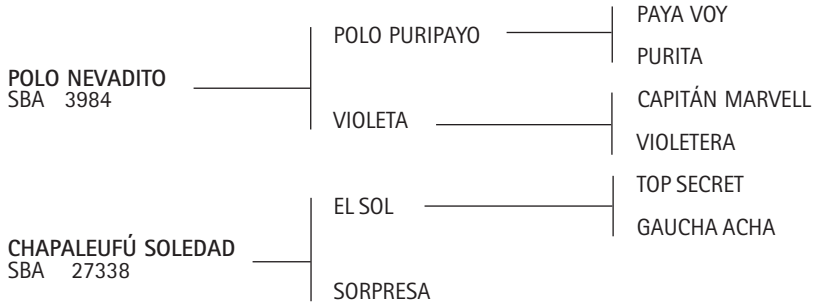 PAYA VOY
POLO PURIPAYO
PURITA
POLO NEVADITO
SBA 3984
CAPITÁN MARVELL
VIOLETA
VIOLETERA
TOP SECRET
EL SOL
GAUCHA ACHA
CHAPALEUFÚ SOLEDAD
SBA 27338
SORPRESA